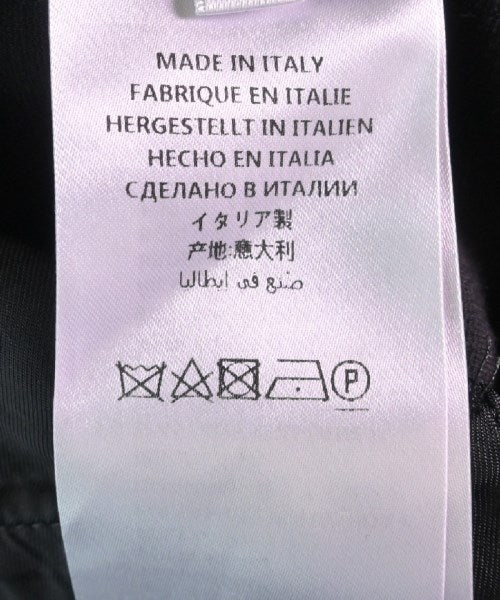 MADE IN ITALY
FABRIQUE EN ITALIE
HERGESTELLT IN ITALIEN
HECHO EN ITALIA
СДЕЛАНО В ИТАЛИИ
イタリア製
产地:意大利
صنع في ايطاليا
P